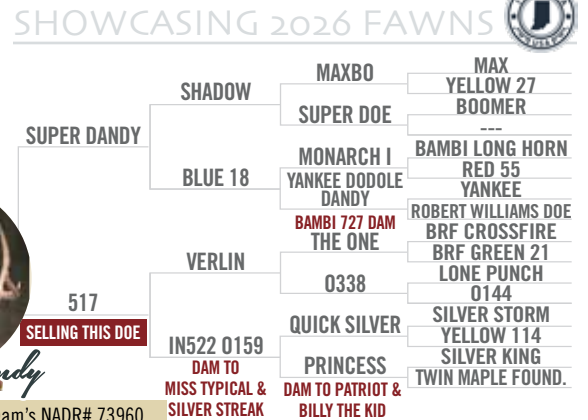 SHOWCASING 2026 FAWNS
MAX
MAXBO
YELLOW 27
SHADOW
BOOMER
SUPER DOE
---
SUPER DANDY
BAMBI LONG HORN
MONARCH I
RED 55
BLUE 18
YANKEE DODOLE
DANDY
YANKEE
ROBERT WILLIAMS DOE
BAMBI 727 DAM
THE ONE
BRF CROSSFIRE
BRF GREEN 21
VERLIN
LONE PUNCH
0338
0144
517
SELLING THIS DOE
SILVER STORM
QUICK SILVER
YELLOW 114
IN522 0159
DAM TO
MISS TYPICAL &
SILVER STREAK
SILVER KING
PRINCESS
TWIN MAPLE FOUND.
DAM TO PATRIOT &
BILLY THE KID
am's NADR# 73960